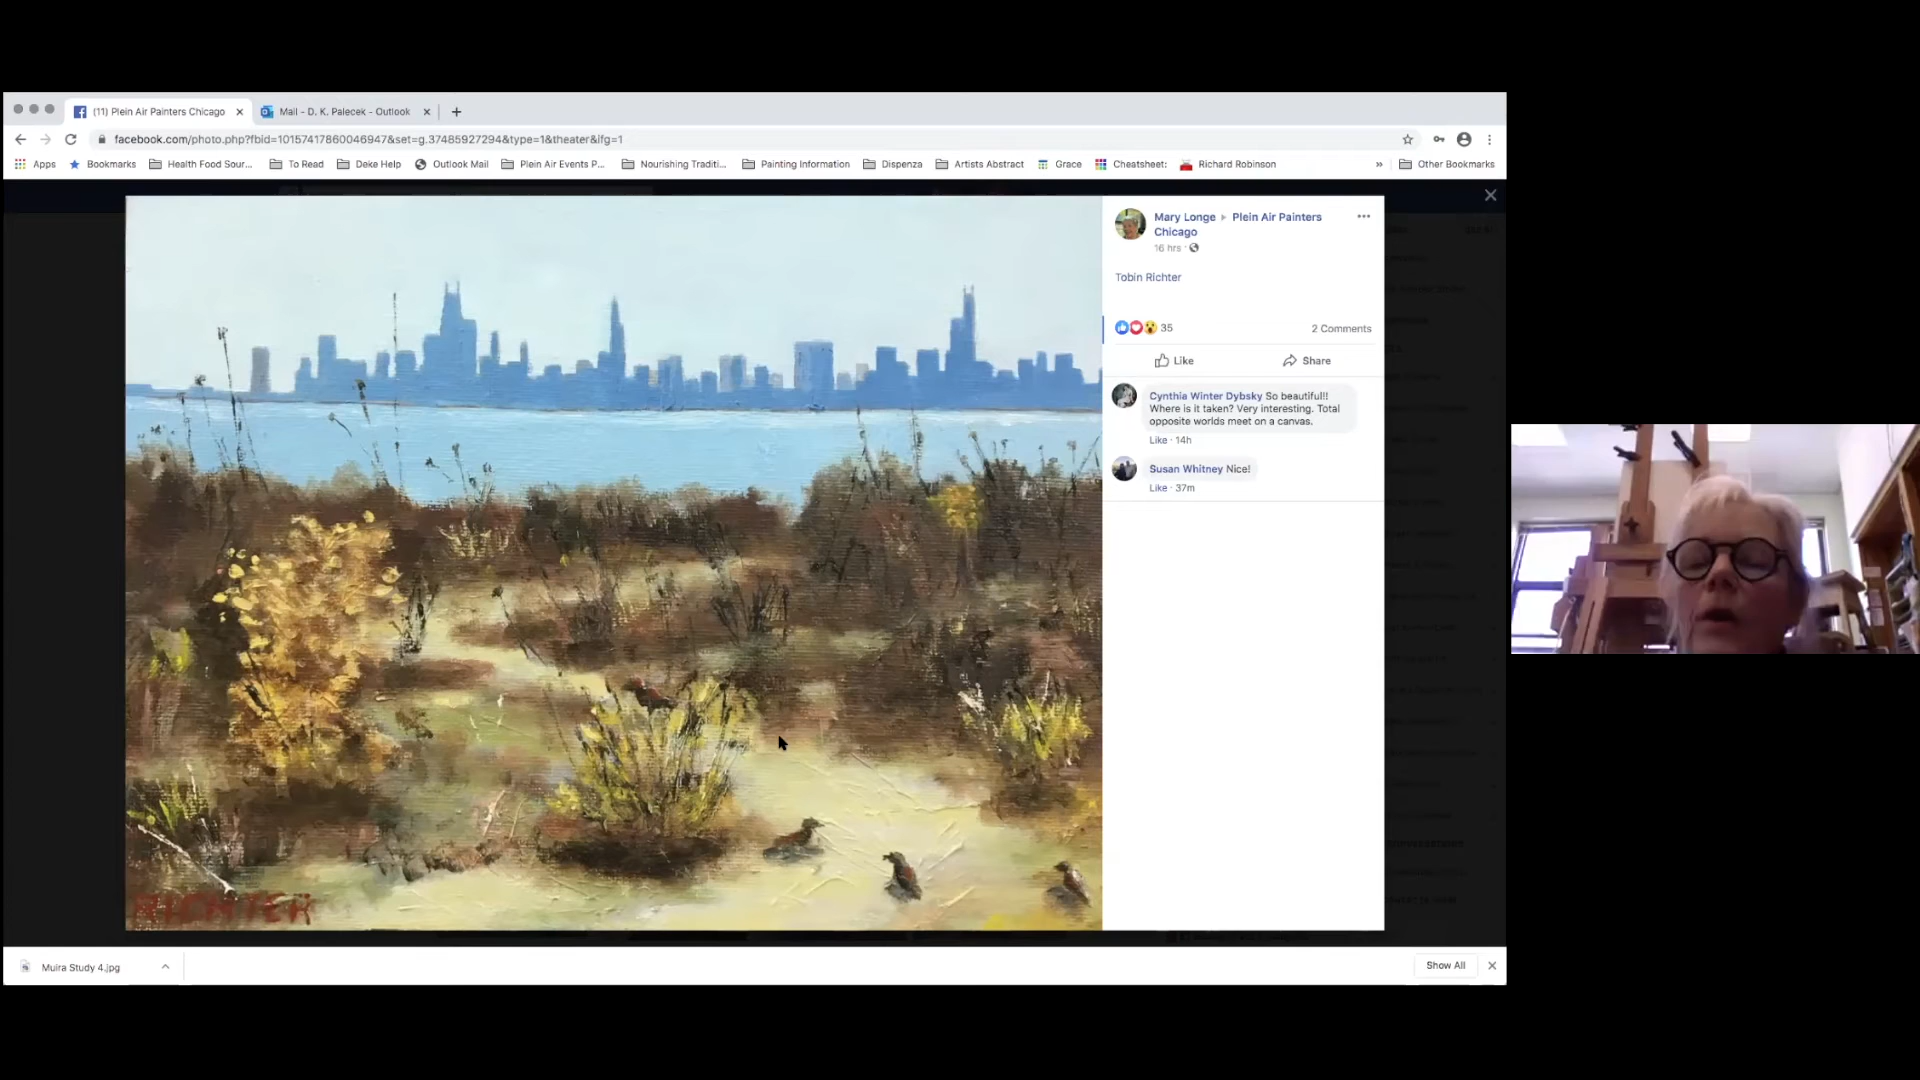 (11) Plein Air Painters Chicago
Mail - D. K. Palecek - Outlook
facebook.com/photo.php?fbid=10157417860046947&set=g.37485927294&type=1&theater&ifg=1
Apps Bookmarks Health Food Sour... To Read Deke Help Outlook Mail Plein Air Events P... Nourishing Traditi... Painting Information Dispenza Artists Abstract Grace Cheatsheet: Richard Robinson » Other Bookmarks
Mary Longe ▸ Plein Air Painters
Chicago
16 hrs ·
Tobin Richter
35 2 Comments
Like Share
Cynthia Winter Dybsky So beautiful!!
Where is it taken? Very interesting. Total
opposite worlds meet on a canvas.
Like · 14h
Susan Whitney Nice!
Like · 37m
RICHTER
Muira Study 4.jpg
Show All